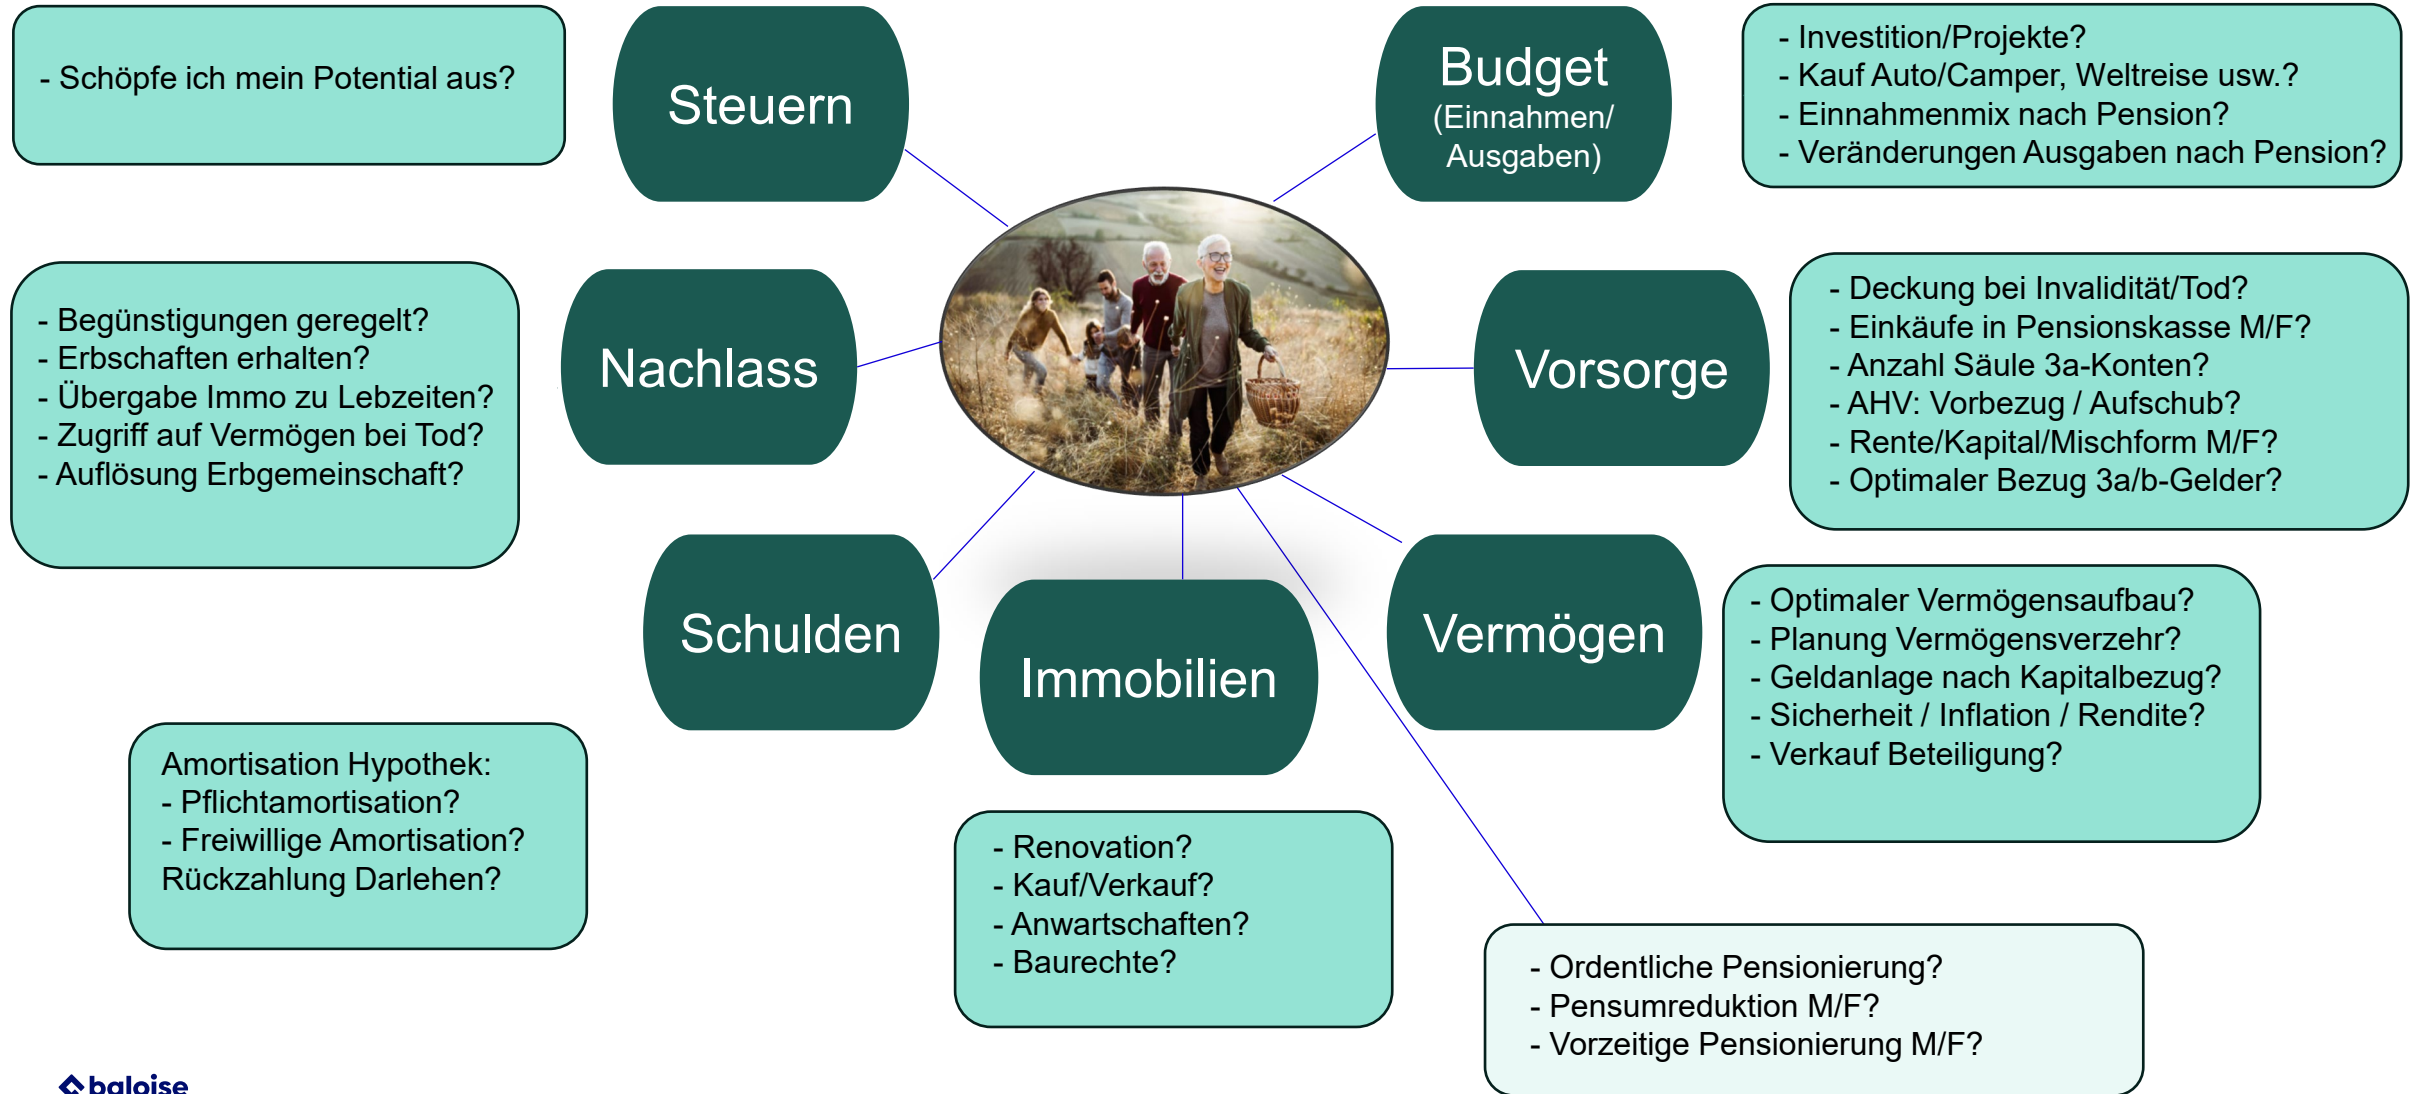 - Schöpfe ich mein Potential aus?
Steuern
Budget
(Einnahmen/
Ausgaben)
- Investition/Projekte?
- Kauf Auto/Camper, Weltreise usw.?
- Einnahmenmix nach Pension?
- Veränderungen Ausgaben nach Pension?
- Begünstigungen geregelt?
- Erbschaften erhalten?
- Übergabe Immo zu Lebzeiten?
- Zugriff auf Vermögen bei Tod?
- Auflösung Erbgemeinschaft?
Nachlass
Vorsorge
- Deckung bei Invalidität/Tod?
- Einkäufe in Pensionskasse M/F?
- Anzahl Säule 3a-Konten?
- AHV: Vorbezug / Aufschub?
- Rente/Kapital/Mischform M/F?
- Optimaler Bezug 3a/b-Gelder?
Schulden
Immobilien
Vermögen
- Optimaler Vermögensaufbau?
- Planung Vermögensverzehr?
- Geldanlage nach Kapitalbezug?
- Sicherheit / Inflation / Rendite?
- Verkauf Beteiligung?
Amortisation Hypothek:
- Pflichtamortisation?
- Freiwillige Amortisation?
Rückzahlung Darlehen?
- Renovation?
- Kauf/Verkauf?
- Anwartschaften?
- Baurechte?
- Ordentliche Pensionierung?
- Pensumreduktion M/F?
- Vorzeitige Pensionierung M/F?
baloise